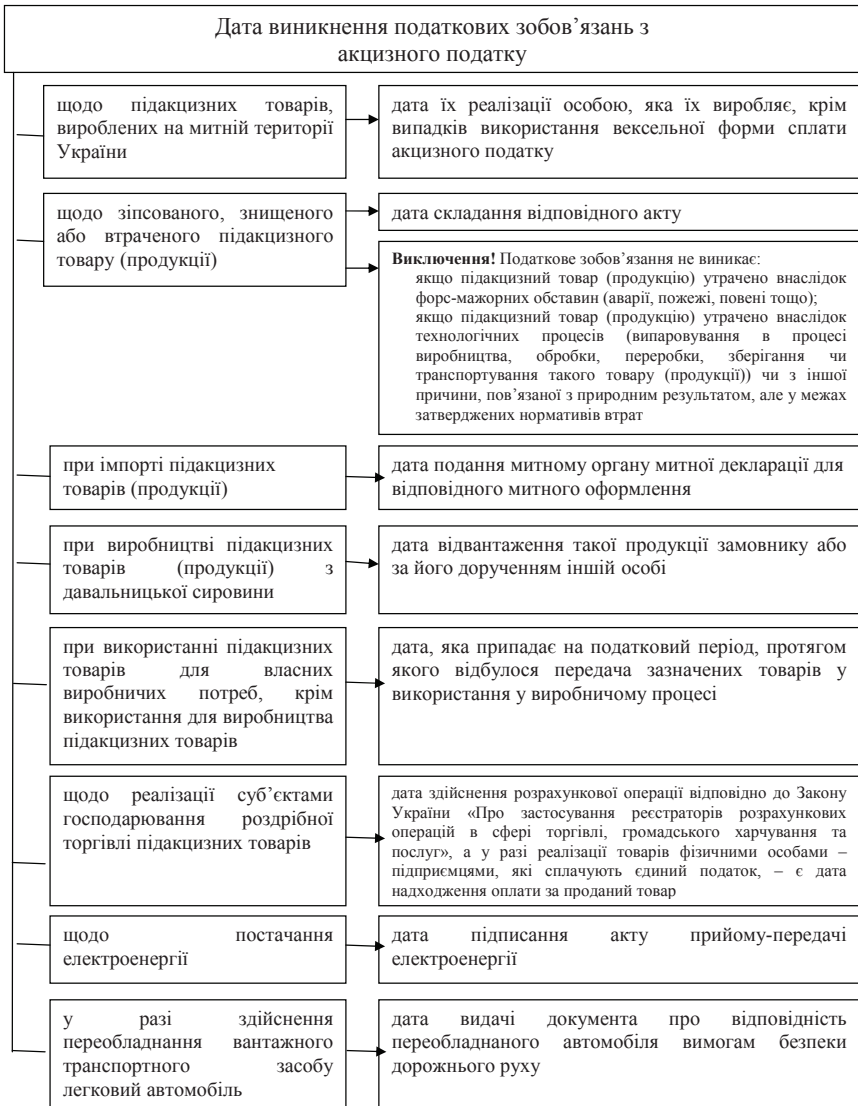 Дата виникнення податкових зобов’язань з
акцизного податку
щодо підакцизних товарів,
вироблених на митній території
України
дата їх реалізації особою, яка їх виробляє, крім
випадків використання вексельної форми сплати
акцизного податку
щодо зіпсованого, знищеного
або втраченого підакцизного
товару (продукції)
дата складання відповідного акту
Виключення! Податкове зобов’язання не виникає:
якщо підакцизний товар (продукцію) утрачено внаслідок
форс-мажорних обставин (аварії, пожежі, повені тощо);
якщо підакцизний товар (продукцію) утрачено внаслідок
технологічних процесів (випаровування в процесі
виробництва, обробки, переробки, зберігання чи
транспортування такого товару (продукції)) чи з іншої
причини, пов’язаної з природним результатом, але у межах
затверджених нормативів втрат
при імпорті підакцизних
товарів (продукції)
дата подання митному органу митної декларації для
відповідного митного оформлення
при виробництві підакцизних
товарів (продукції) з
давальницької сировини
дата відвантаження такої продукції замовнику або
за його дорученням іншій особі
при використанні підакцизних
товарів для власних
виробничих потреб, крім
використання для виробництва
підакцизних товарів
дата, яка припадає на податковий період, протягом
якого відбулося передача зазначених товарів у
використання у виробничому процесі
щодо реалізації суб’єктами
господарювання роздрібної
торгівлі підакцизних товарів
дата здійснення розрахункової операції відповідно до Закону
України «Про застосування реєстраторів розрахункових
операцій в сфері торгівлі, громадського харчування та
послуг», а у разі реалізації товарів фізичними особами –
підприємцями, які сплачують єдиний податок, – є дата
надходження оплати за проданий товар
щодо постачання
електроенергії
дата підписання акту прийому-передачі
електроенергії
у разі здійснення
переобладнання вантажного
транспортного засобу
легковий автомобіль
дата видачі документа про відповідність
переобладнаного автомобіля вимогам безпеки
дорожнього руху